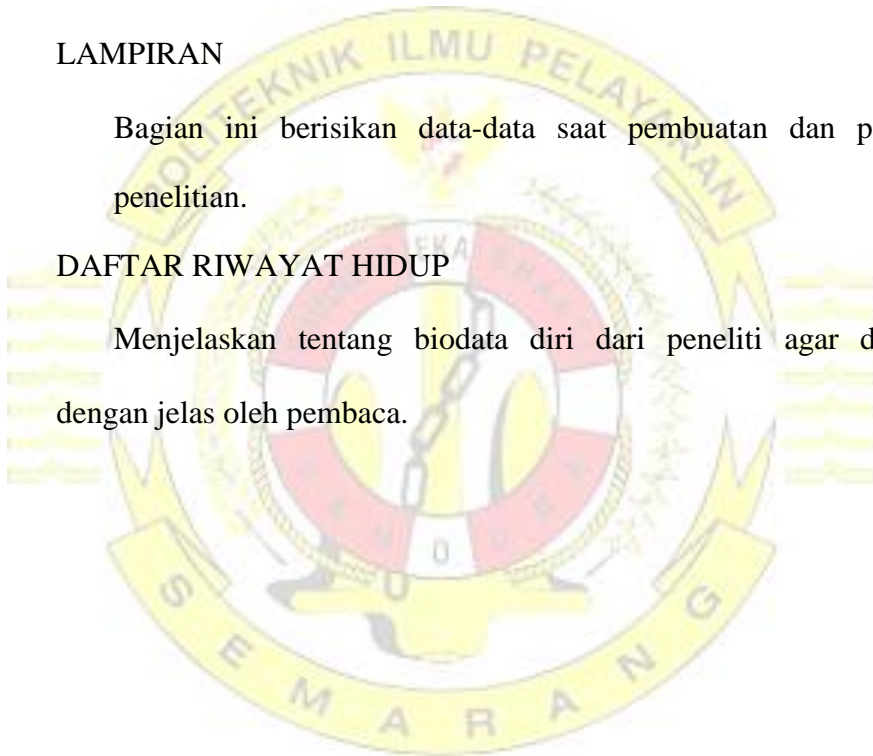 POLITEKNIK ILMU PELAYARAN
LAMPIRAN
Bagian ini berisikan data-data saat pembuatan dan p
penelitian.
DAFTAR RIWAYAT HIDUP
Menjelaskan tentang biodata diri dari peneliti agar d
dengan jelas oleh pembaca.
SEMARANG